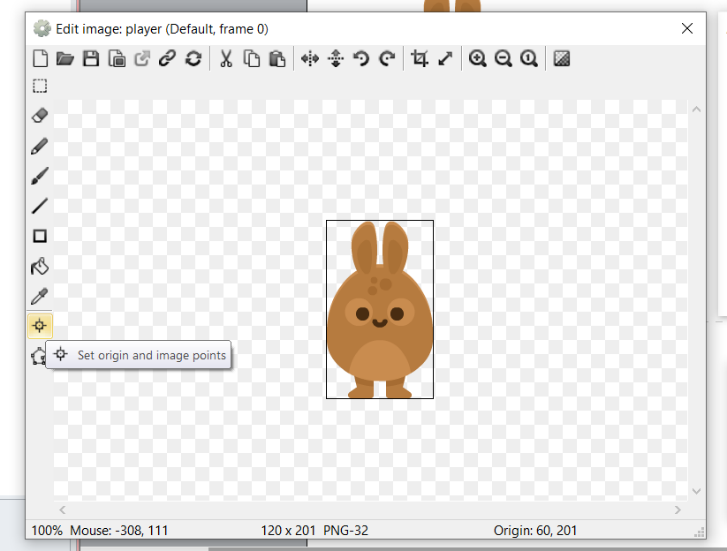 Edit image: player (Default, frame 0)
Set origin and image points
100% Mouse: -308, 111 120 x 201 PNG-32 Origin: 60, 201